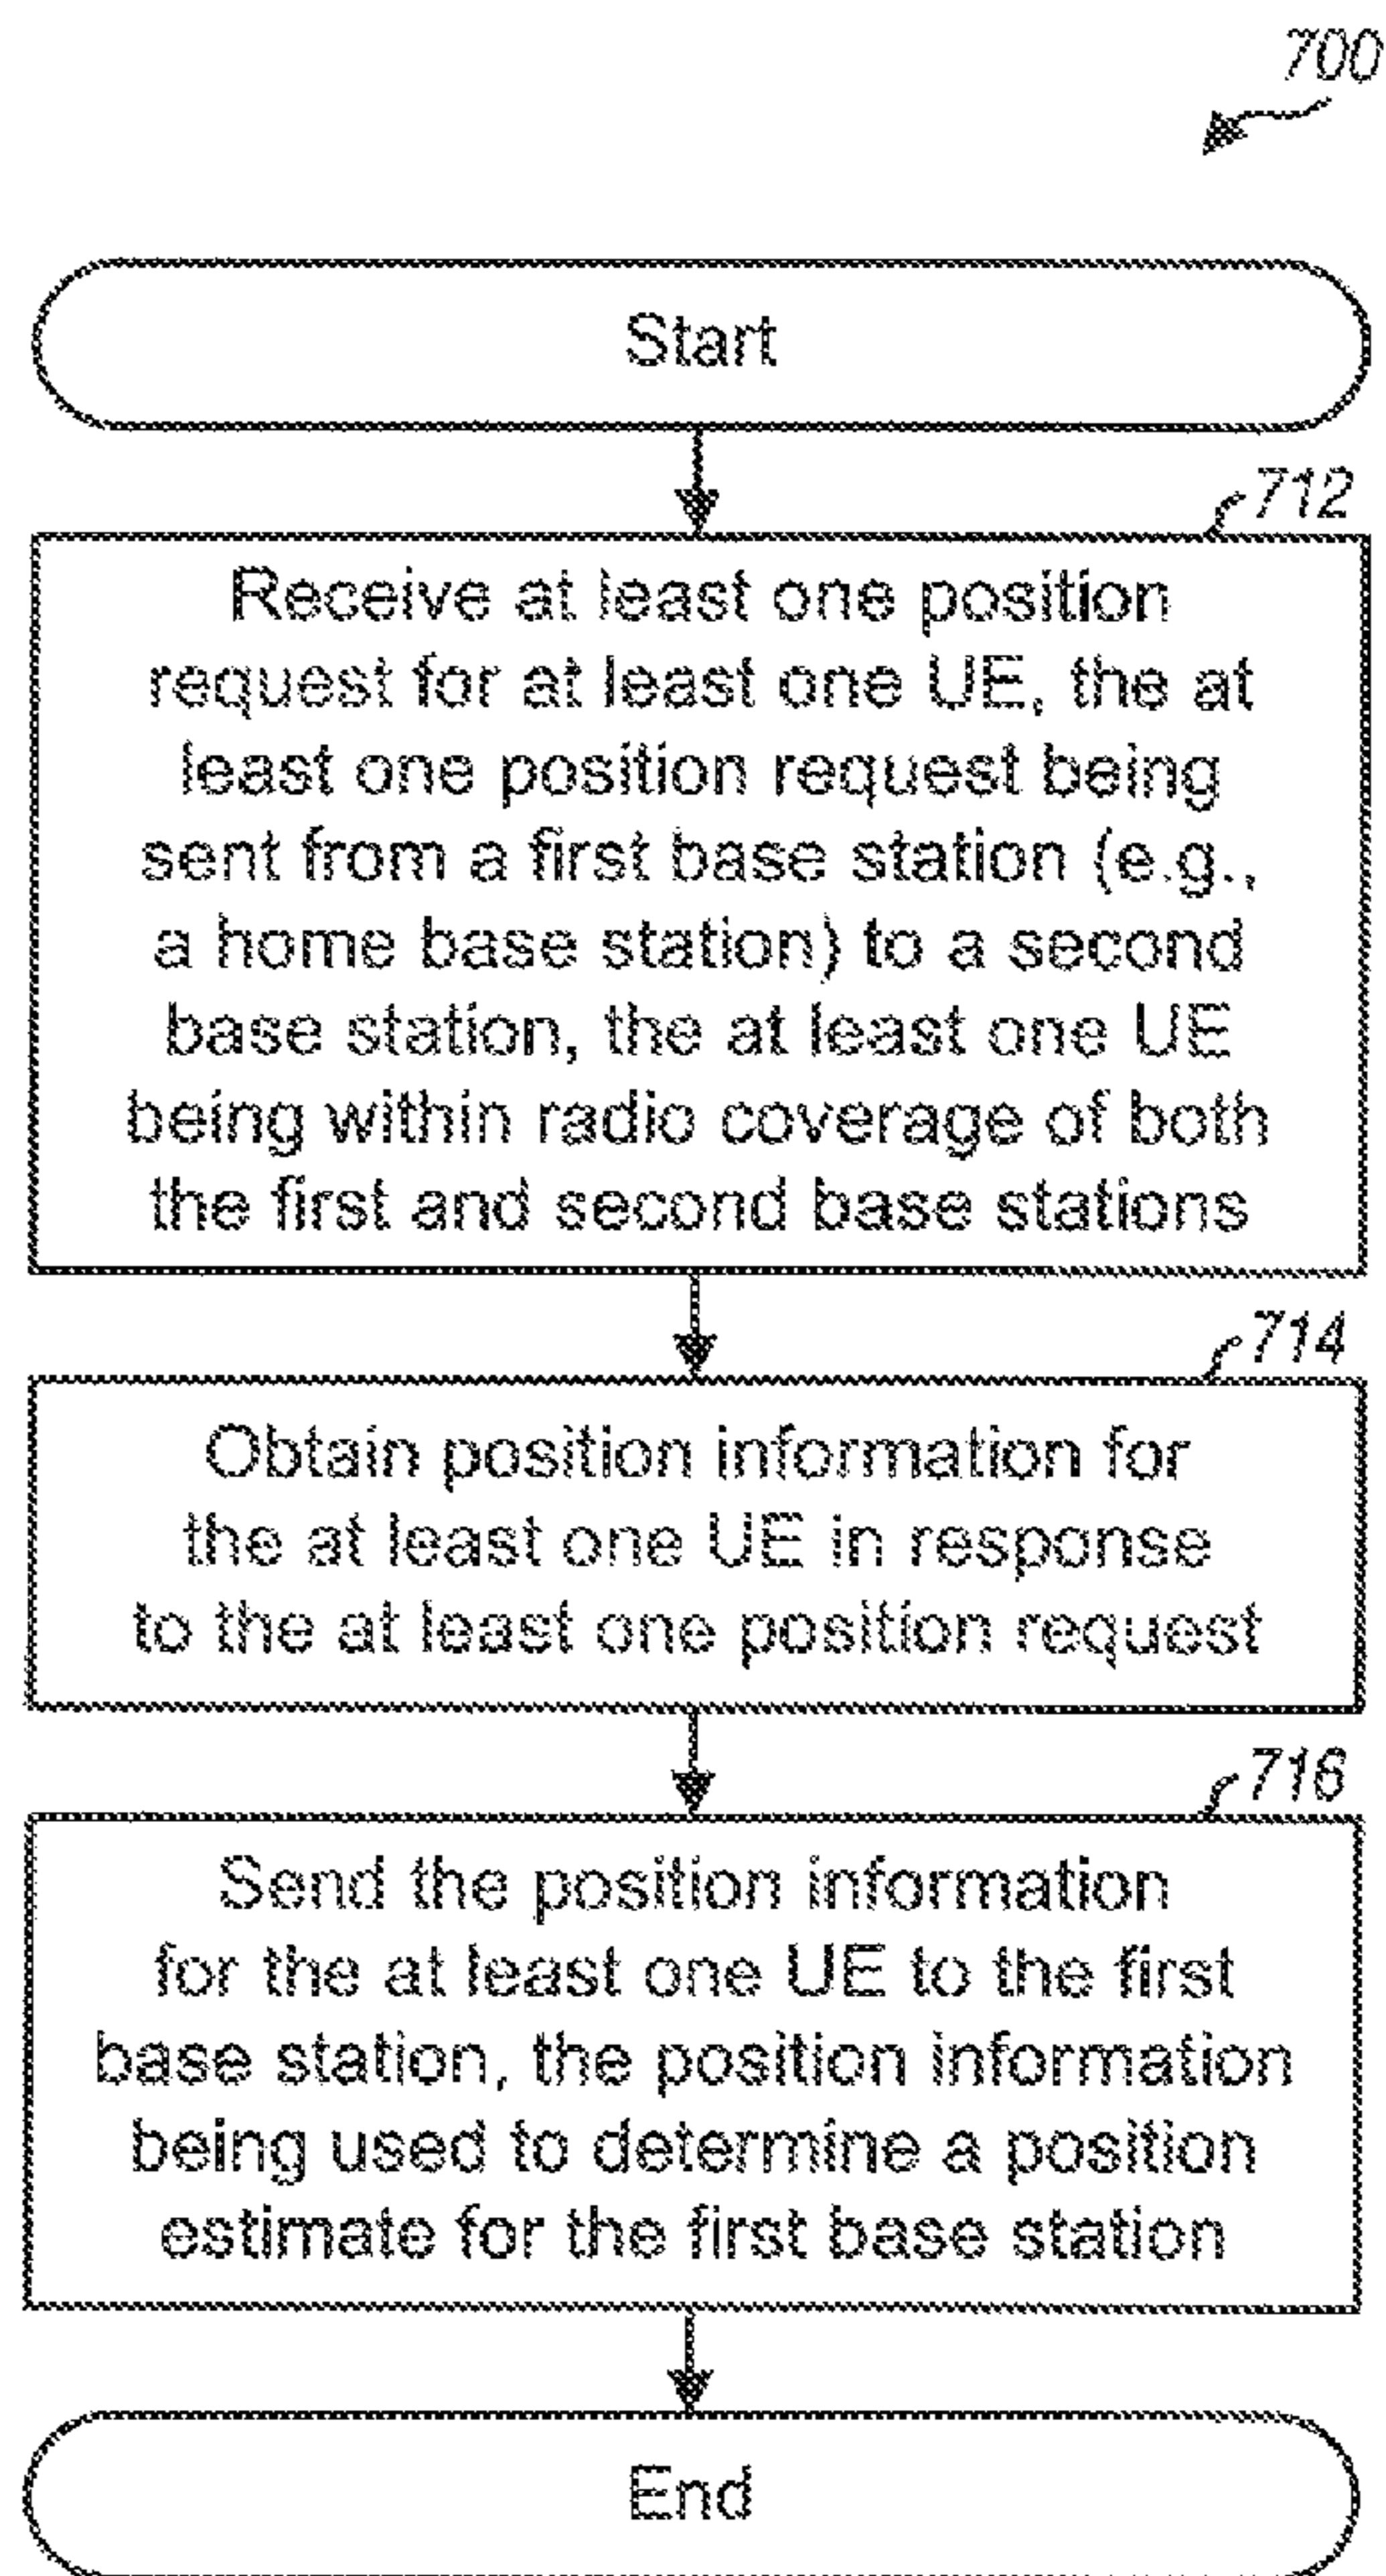 700
Start
712
Receive at least one position
request for at least one UE, the at
least one position request being
sent from a first base station (e.g.,
a home base station) to a second
base station, the at least one UE
being within radio coverage of both
the first and second base stations
714
Obtain position information for
the at least one UE in response
to the at least one position request
716
Send the position information
for the at least one UE to the first
base station, the position information
being used to determine a position
estimate for the first base station
End